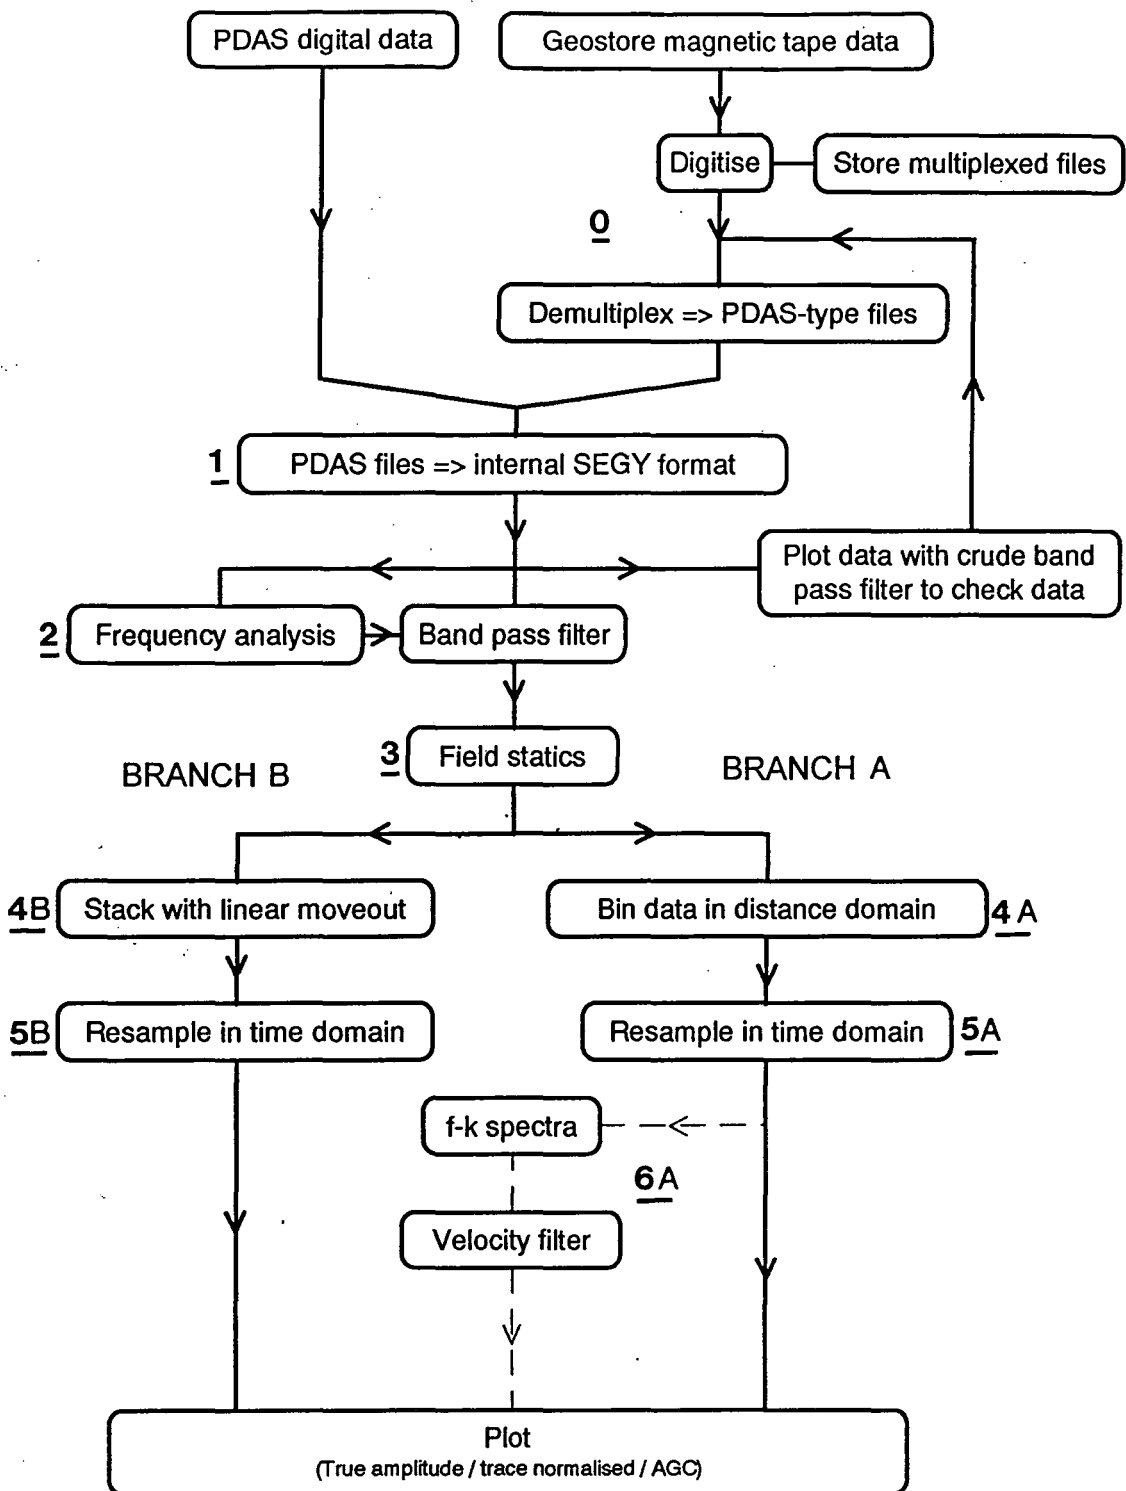 PDAS digital data
Geostore magnetic tape data
Digitise
Store multiplexed files
0
Demultiplex => PDAS-type files
1
PDAS files => internal SEGY format
Plot data with crude band
pass filter to check data
2
Frequency analysis
Band pass filter
3
Field statics
BRANCH B
BRANCH A
4B
Stack with linear moveout
Bin data in distance domain
4 A
5B
Resample in time domain
Resample in time domain
5A
f-k spectra
6A
Velocity filter
Plot
(True amplitude / trace normalised / AGC)